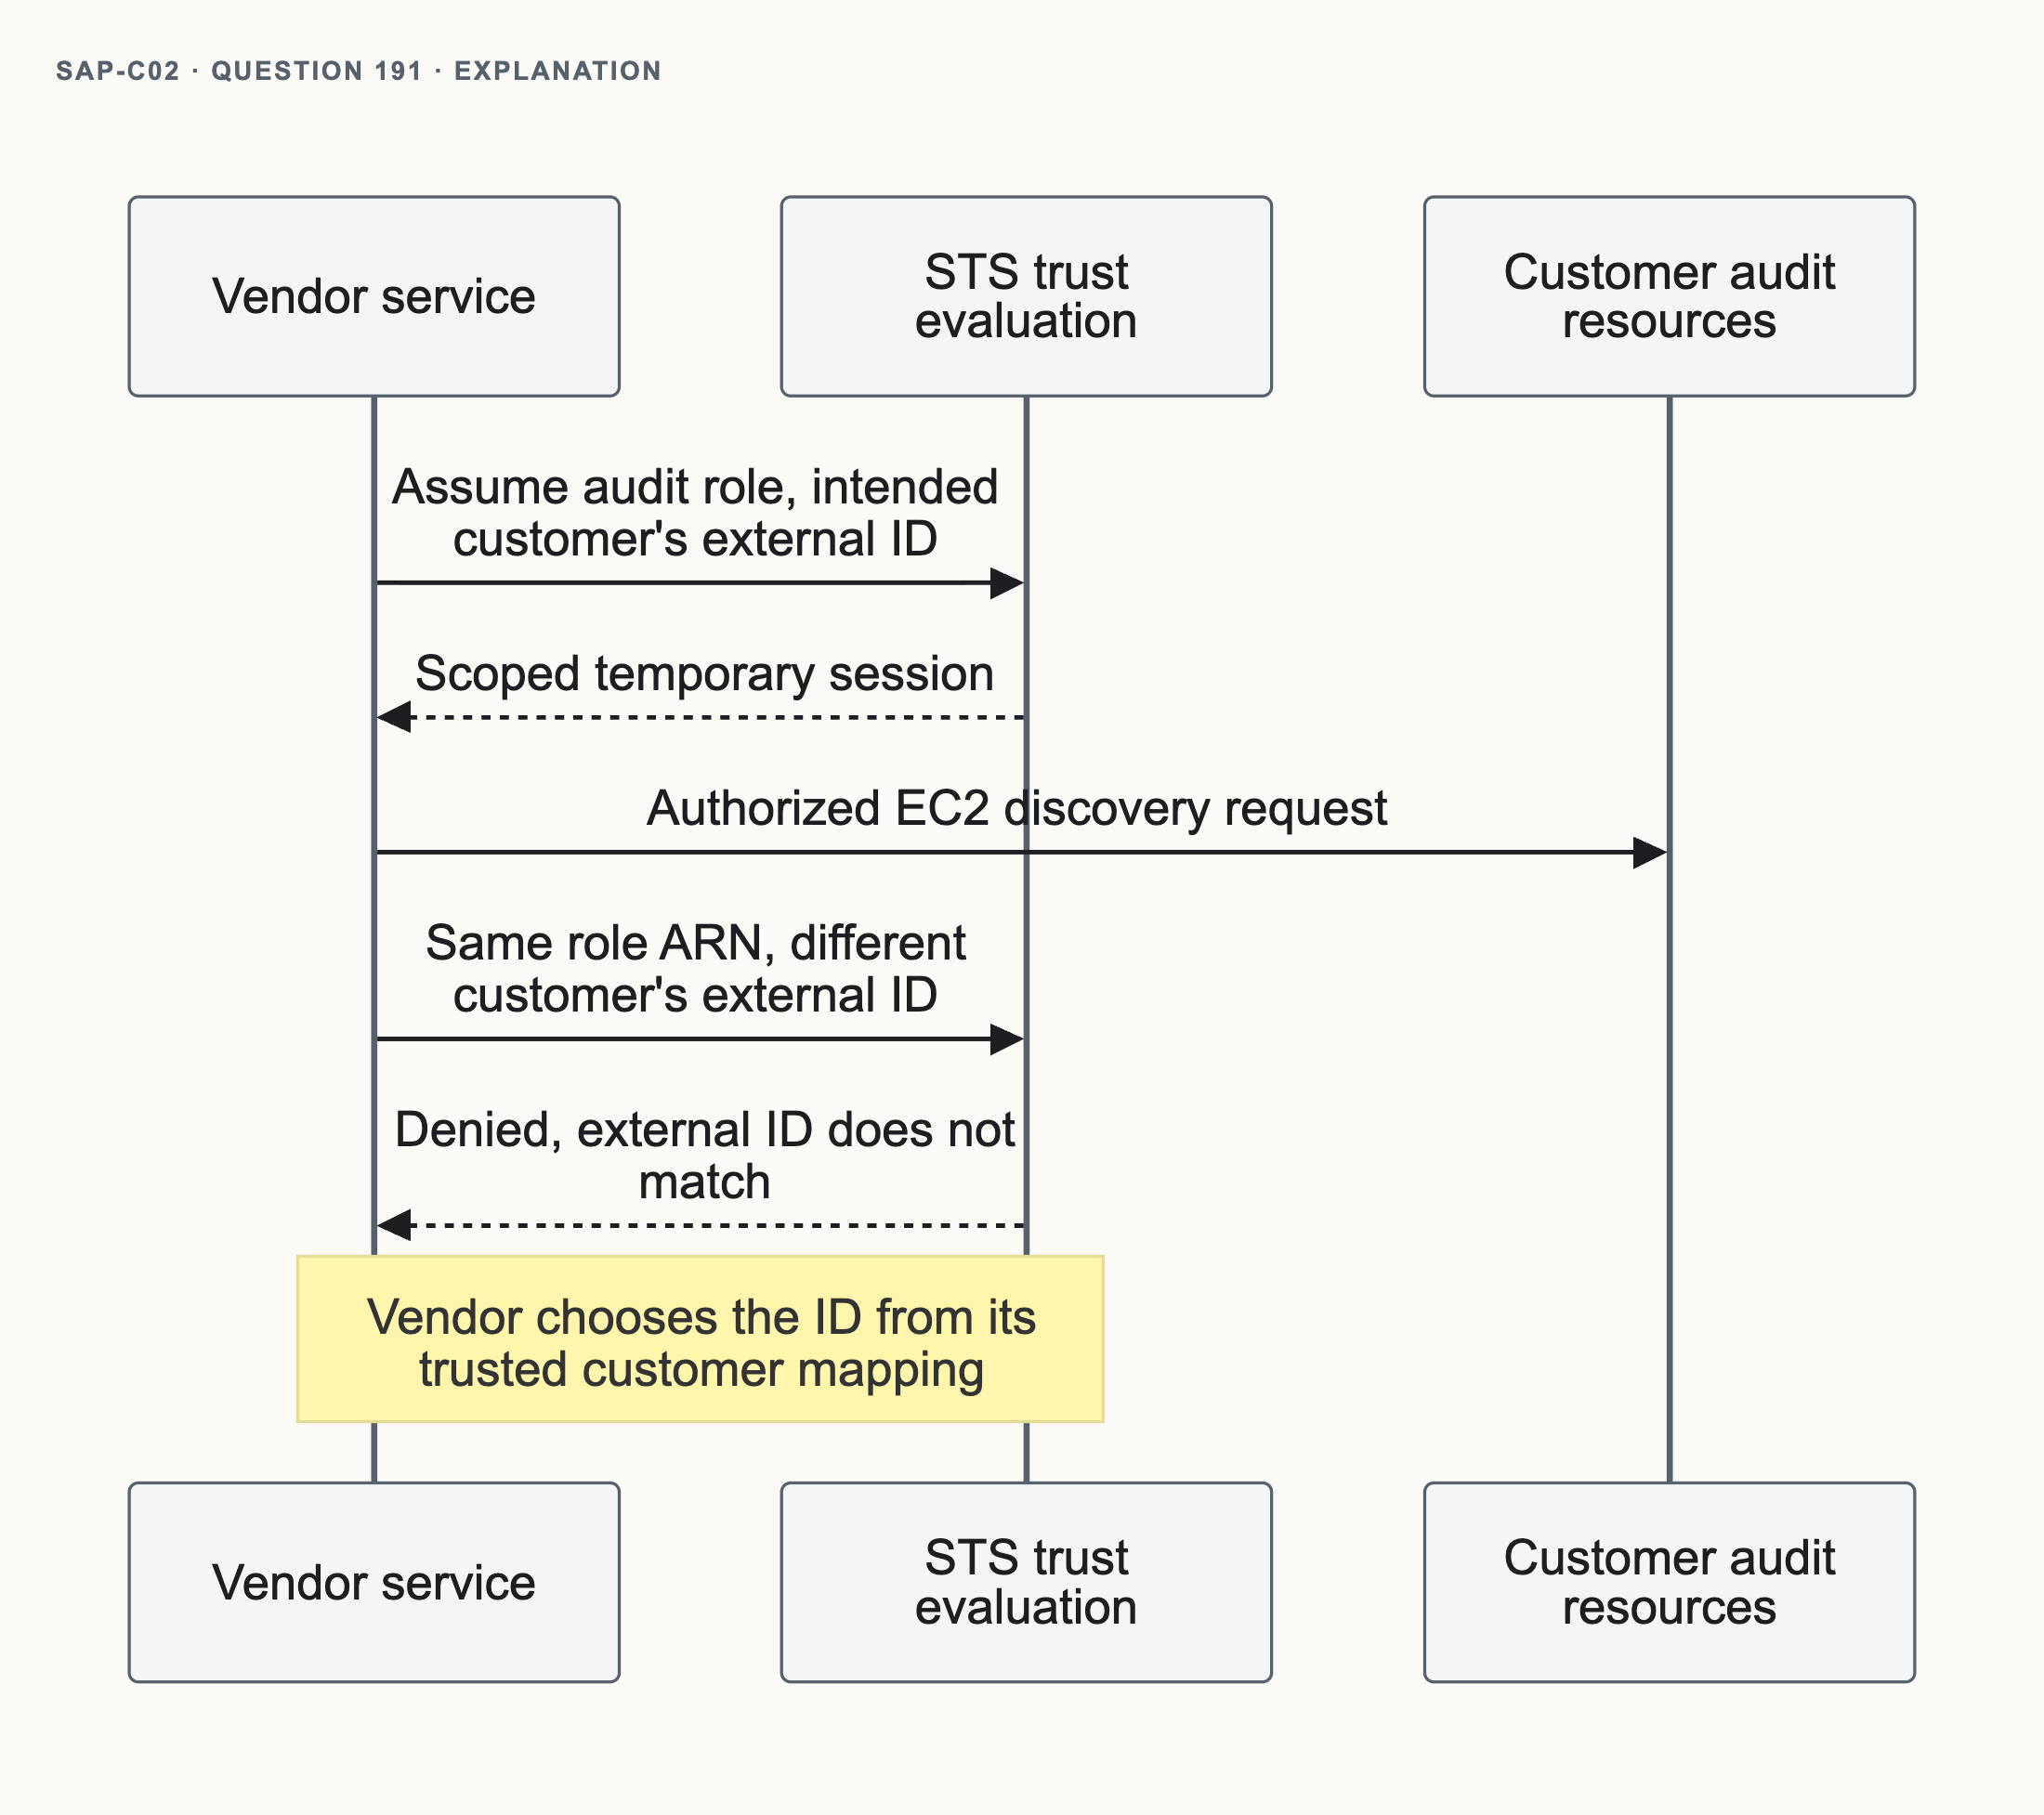 SAP-C02 · QUESTION 191 · EXPLANATION
Vendor service
STS trust
evaluation
Customer audit
resources
Assume audit role, intended
customer's external ID
Scoped temporary session
Authorized EC2 discovery request
Same role ARN, different
customer's external ID
Denied, external ID does not
match
Vendor chooses the ID from its
trusted customer mapping
Vendor service
STS trust
evaluation
Customer audit
resources